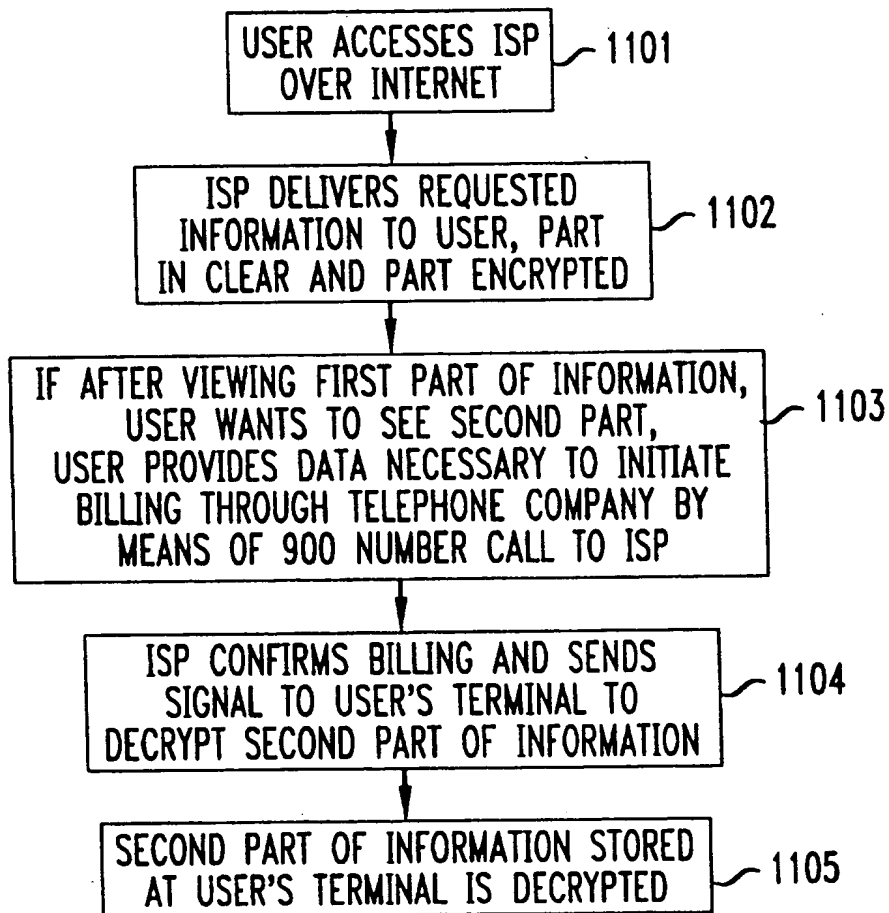 USER ACCESSES ISP
OVER INTERNET
1101
ISP DELIVERS REQUESTED
INFORMATION TO USER, PART
IN CLEAR AND PART ENCRYPTED
1102
IF AFTER VIEWING FIRST PART OF INFORMATION,
USER WANTS TO SEE SECOND PART,
USER PROVIDES DATA NECESSARY TO INITIATE
BILLING THROUGH TELEPHONE COMPANY BY
MEANS OF 900 NUMBER CALL TO ISP
1103
ISP CONFIRMS BILLING AND SENDS
SIGNAL TO USER'S TERMINAL TO
DECRYPT SECOND PART OF INFORMATION
1104
SECOND PART OF INFORMATION STORED
AT USER'S TERMINAL IS DECRYPTED
1105